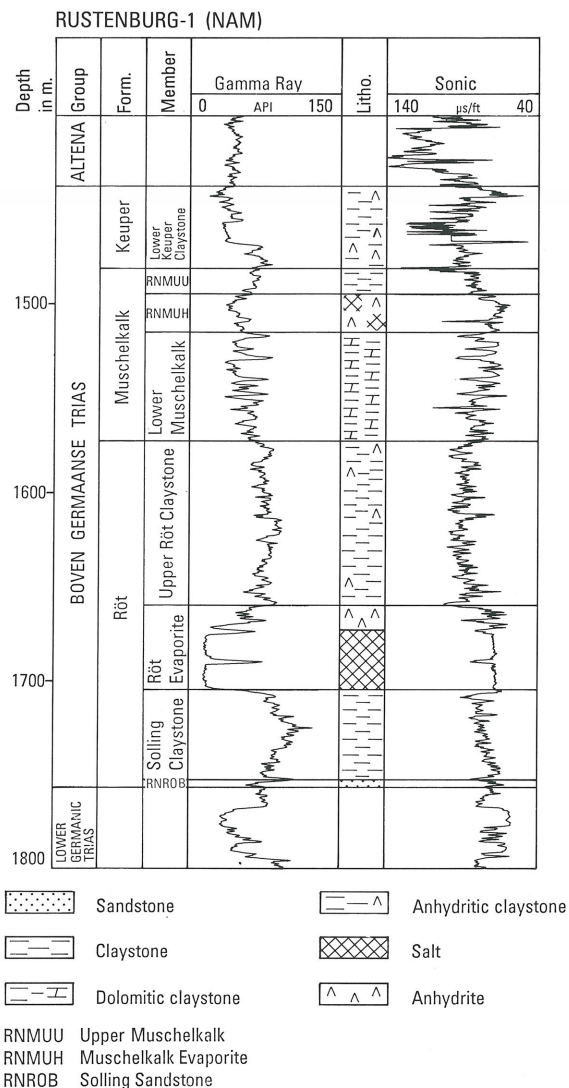 RUSTENBURG-1 (NAM)
Depth in m.
Group
Form.
Member
Gamma Ray
0 API 150
Litho.
Sonic
140 µs/ft 40
ALTENA
BOVEN GERMAANSE TRIAS
LOWER
GERMANIC
TRIAS
Keuper
Muschelkalk
Röt
Lower
Keuper
Claystone
RNMUU
RNMUH
Lower
Muschelkalk
Upper Röt Claystone
Röt
Evaporite
Solling
Claystone
RNROB
1500
1600
1700
1800
Sandstone
Claystone
Dolomitic claystone
Anhydritic claystone
Salt
Anhydrite
RNMUU Upper Muschelkalk
RNMUH Muschelkalk Evaporite
RNROB Solling Sandstone